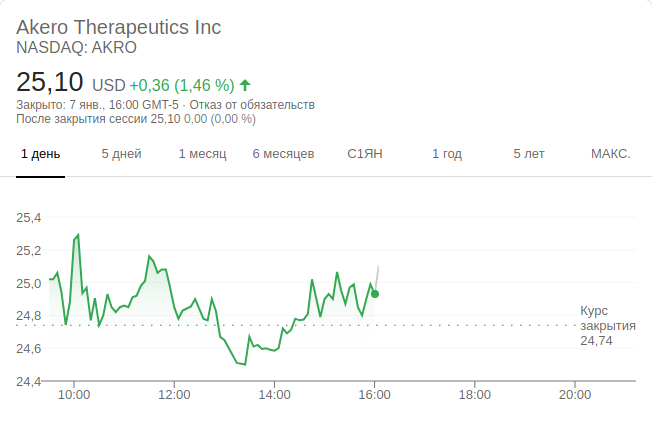 Akero Therapeutics Inc
NASDAQ: AKRO
25,10 USD +0,36 (1,46 %)
Закрыто: 7 янв., 16:00 GMT-5 · Отказ от обязательств
После закрытия сессии 25,10 0,00 (0,00 %)
1 день 5 дней 1 месяц 6 месяцев С1ЯН 1 год 5 лет МАКС.
25,4
25,2
25,0
24,8
24,6
24,4
Курс
закрытия
24,74
10:00 12:00 14:00 16:00 18:00 20:00